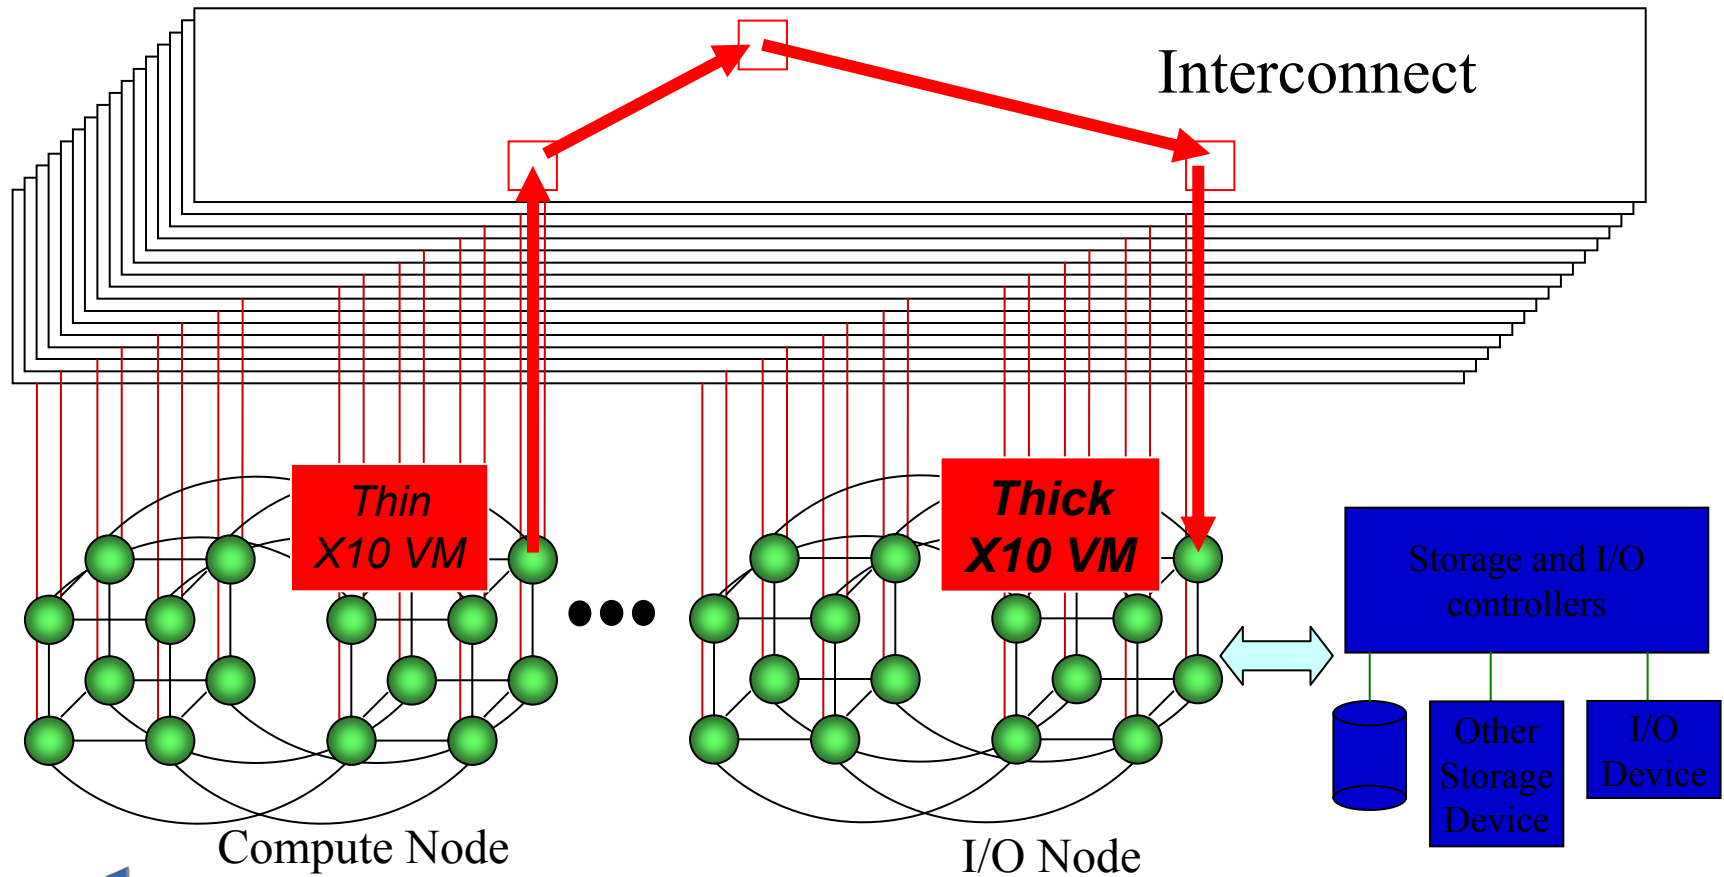 Interconnect
Thin
X10 VM
Thick
X10 VM
Storage and I/O
controllers
Other
Storage
Device
I/O
Device
Compute Node
I/O Node